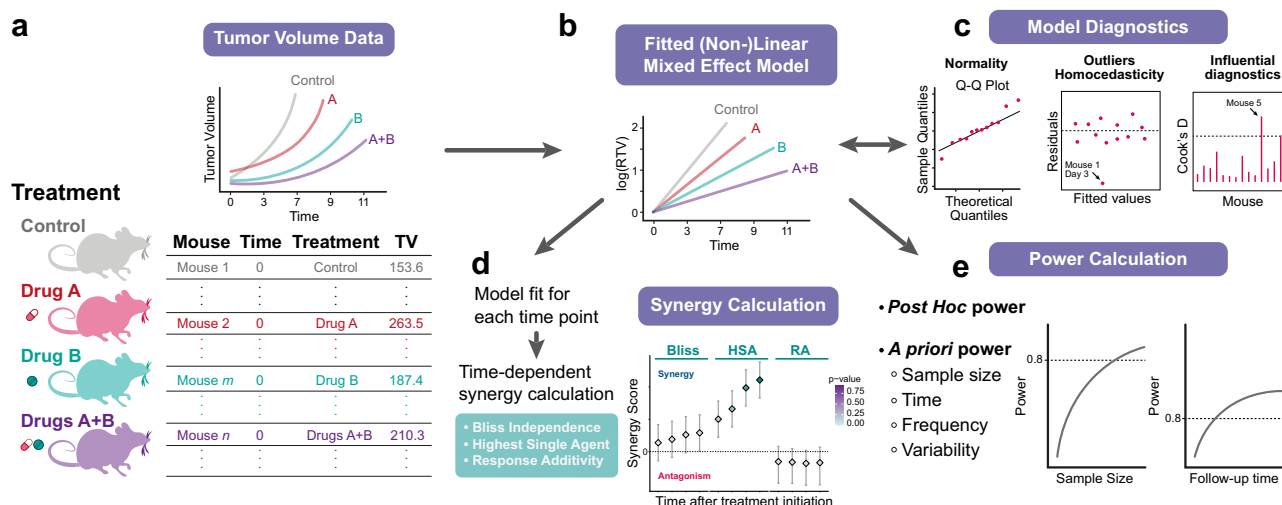 a
Tumor Volume Data
Control
A
B
A+B
Tumor Volume
0
3
7
9
11
Time
Treatment
Control
Drug A
Drug B
Drugs A+B
Mouse Time Treatment TV
Mouse 1 0 Control 153.6
Mouse 2 0 Drug A 263.5
Mouse m 0 Drug B 187.4
Mouse n 0 Drugs A+B 210.3
b
Fitted (Non-)Linear
Mixed Effect Model
Control
A
B
A+B
log(RTV)
2
1
0
0
3
7
9
11
Time
c
Model Diagnostics
Normality
Q-Q Plot
Sample Quantiles
Theoretical
Quantiles
Outliers
Homocedasticity
Residuals
Mouse 1
Day 3
Fitted values
Influential
diagnostics
Mouse 5
Cook's D
Mouse
d
Model fit for
each time point
Time-dependent
synergy calculation
• Bliss Independence
• Highest Single Agent
• Response Additivity
Synergy Calculation
Bliss HSA RA
Synergy
Synergy Score
0
Antagonism
p-value
0.75
0.50
0.25
0.00
Time after treatment initiation
e
Power Calculation
• Post Hoc power
• A priori power
Sample size
Time
Frequency
Variability
Power
0.8
Sample Size
Power
0.8
Follow-up time